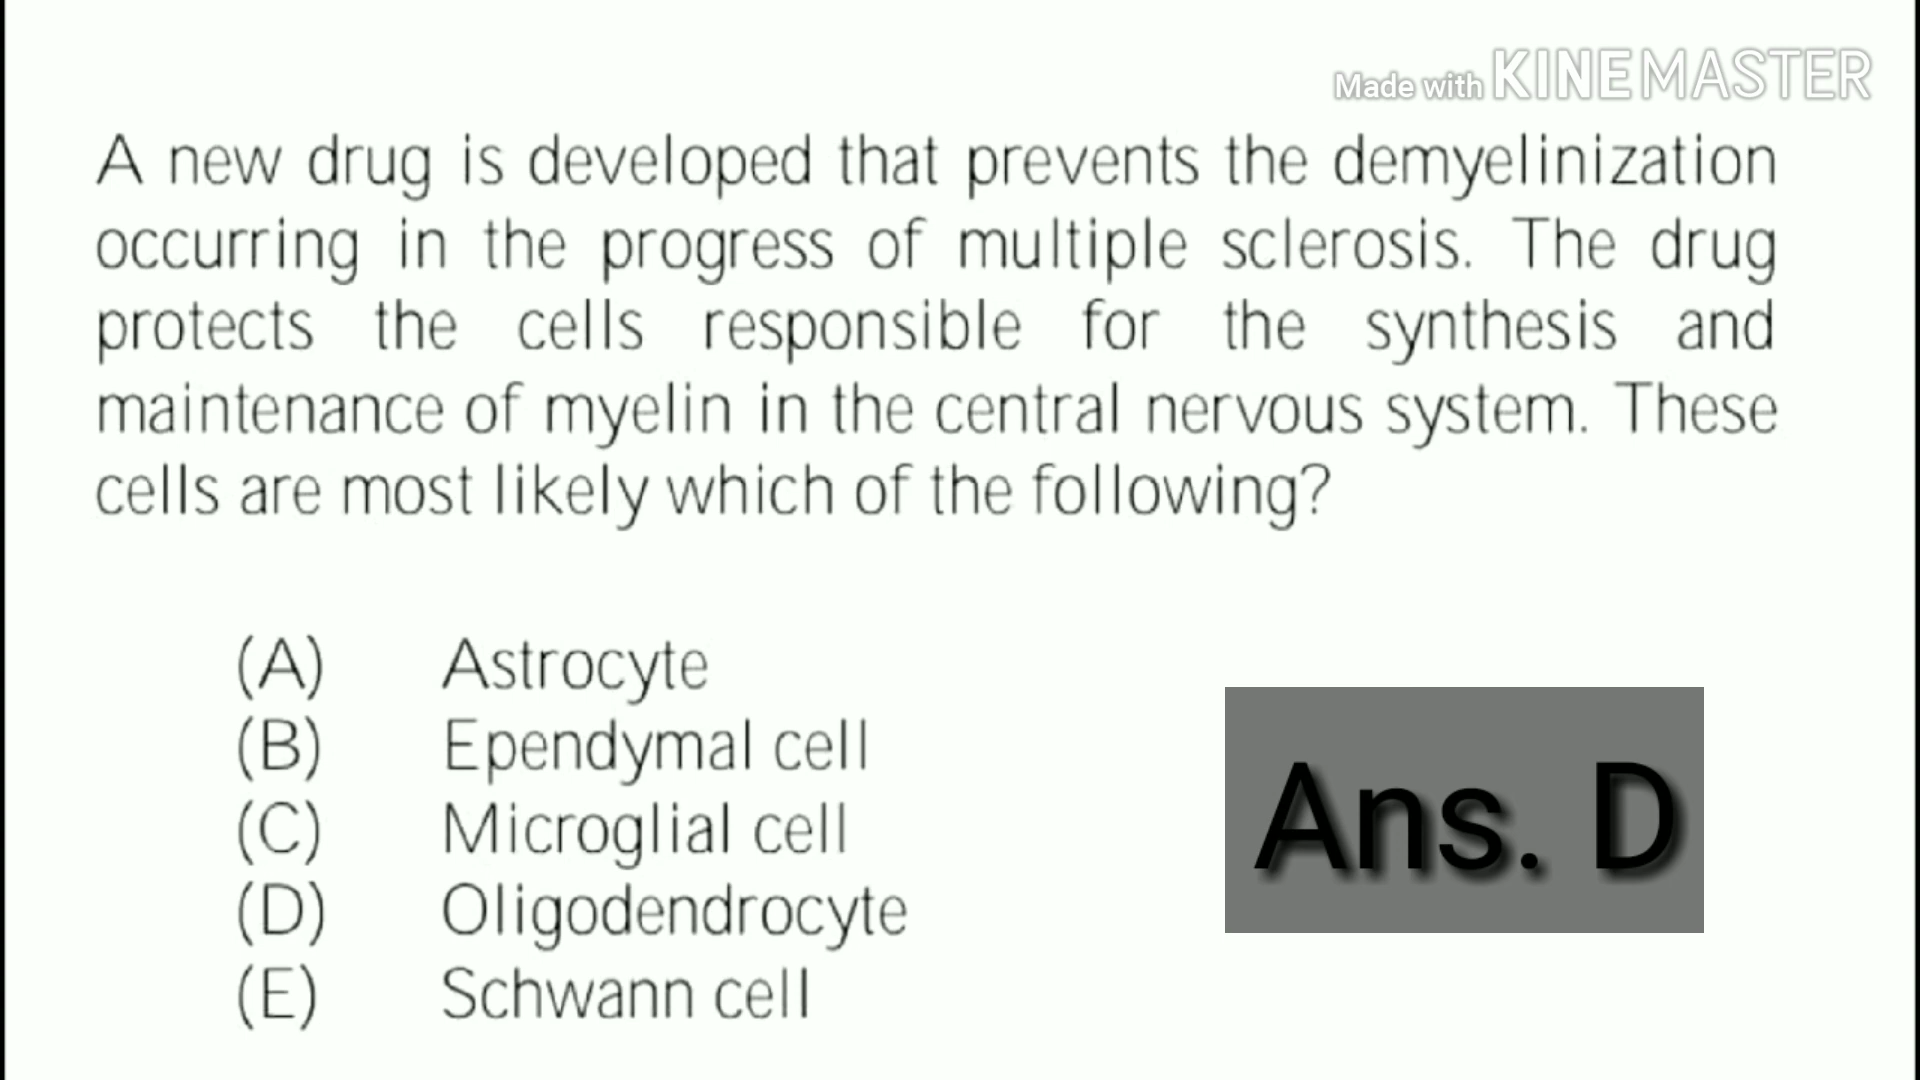 Made with KINEMASTER
A new drug is developed that prevents the demyelinization
occurring in the progress of multiple sclerosis. The drug
protects the cells responsible for the synthesis and
maintenance of myelin in the central nervous system. These
cells are most likely which of the following?
(A) Astrocyte
(B) Ependymal cell
(C) Microglial cell
(D) Oligodendrocyte
(E) Schwann cell
Ans. D